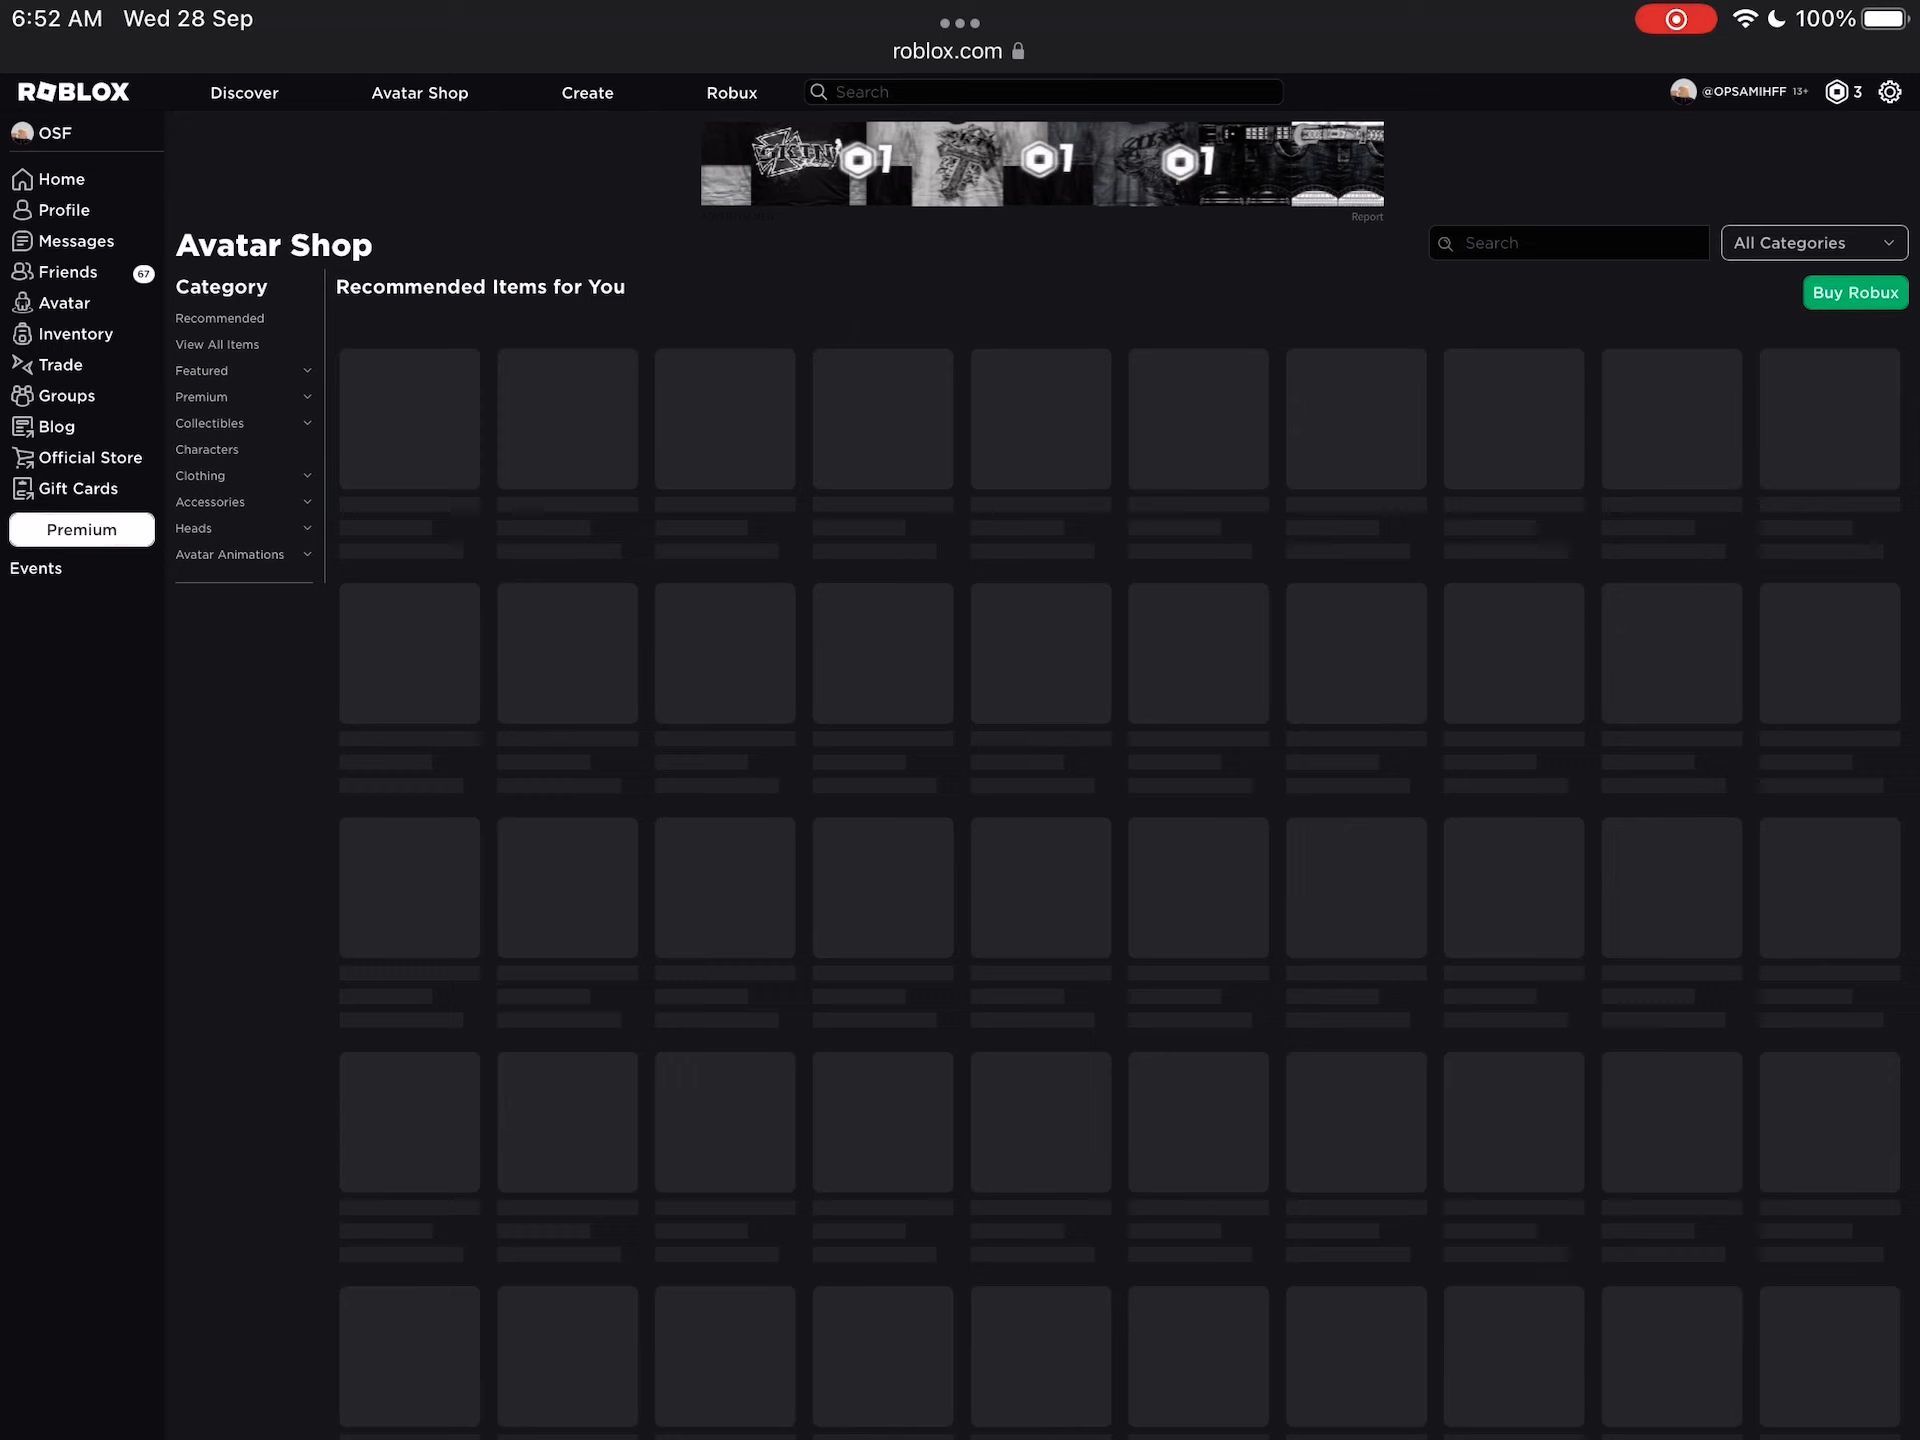 6:52 AM Wed 28 Sep
100%
roblox.com
ROBLOX
Discover
Avatar Shop
Create
Robux
Search
@OPSAMIHFF 13+
3
OSF
Home
Profile
Messages
Friends 67
Avatar
Inventory
Trade
Groups
Blog
Official Store
Gift Cards
Premium
Events
1
1
1
Report
Avatar Shop
Search
All Categories
Category
Recommended
View All Items
Featured
Premium
Collectibles
Characters
Clothing
Accessories
Heads
Avatar Animations
Recommended Items for You
Buy Robux